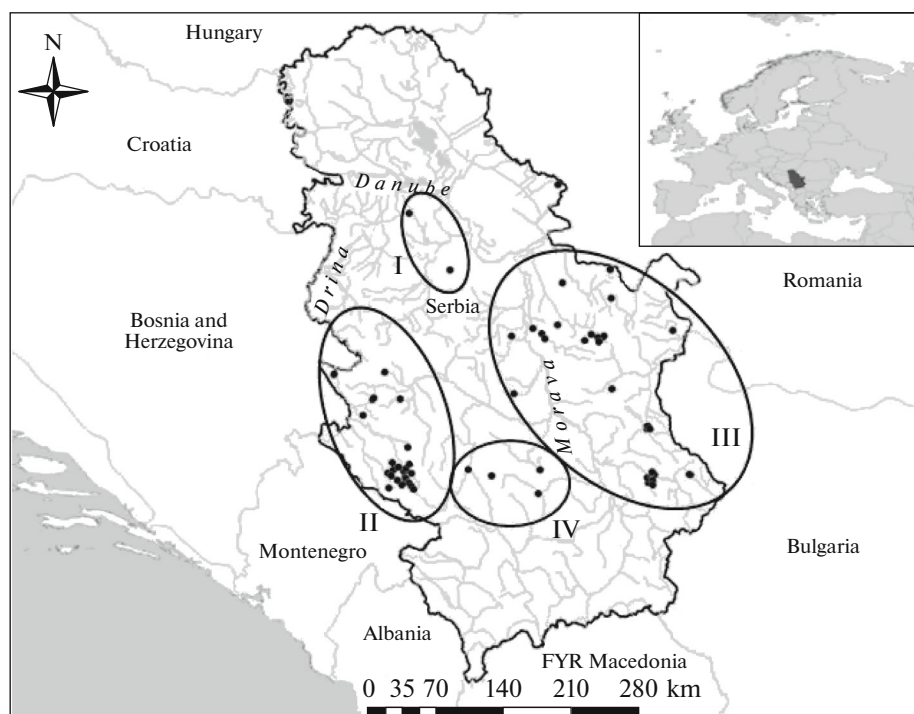 Hungary
N
Croatia
Danube
Drina
I
Serbia
Romania
Bosnia and
Herzegovina
Morava
III
II
IV
Montenegro
Bulgaria
Albania
FYR Macedonia
0 35 70 140 210 280 km